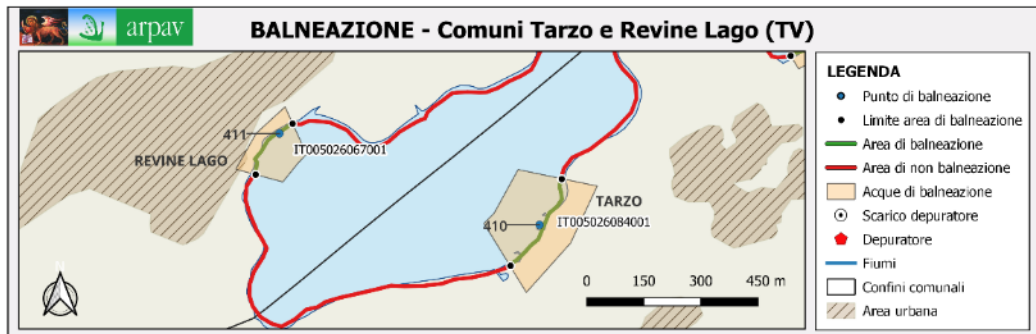 arpav
BALNEAZIONE - Comuni Tarzo e Revine Lago (TV)
411
IT005026067001
REVINE LAGO
TARZO
410
IT005026084001
N
0 150 300 450 m
LEGENDA
Punto di balneazione
Limite area di balneazione
Area di balneazione
Area di non balneazione
Acque di balneazione
Scarico depuratore
Depuratore
Fiumi
Confini comunali
Area urbana